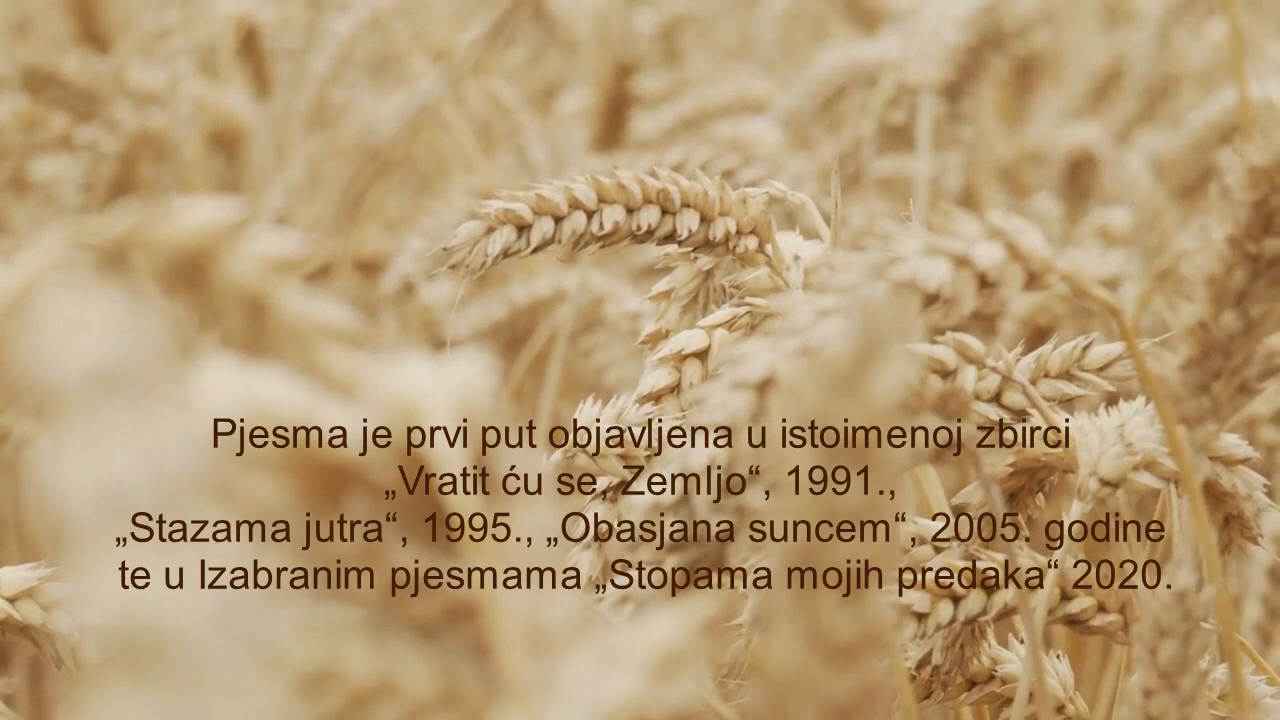 Pjesma je prvi put objavljena u istoimenoj zbirci
„Vratit ću se, Zemljo“, 1991.,
„Stazama jutra“, 1995., „Obasjana suncem“, 2005. godine
te u Izabranim pjesmama „Stopama mojih predaka“ 2020.